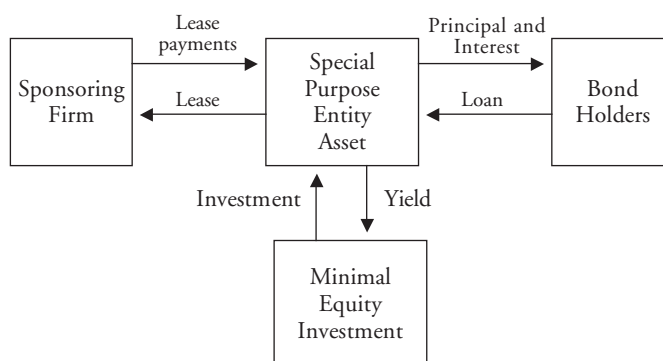 Lease
payments
Principal and
Interest
Sponsoring
Firm
Special
Purpose
Entity
Asset
Bond
Holders
Lease
Loan
Investment
Yield
Minimal
Equity
Investment